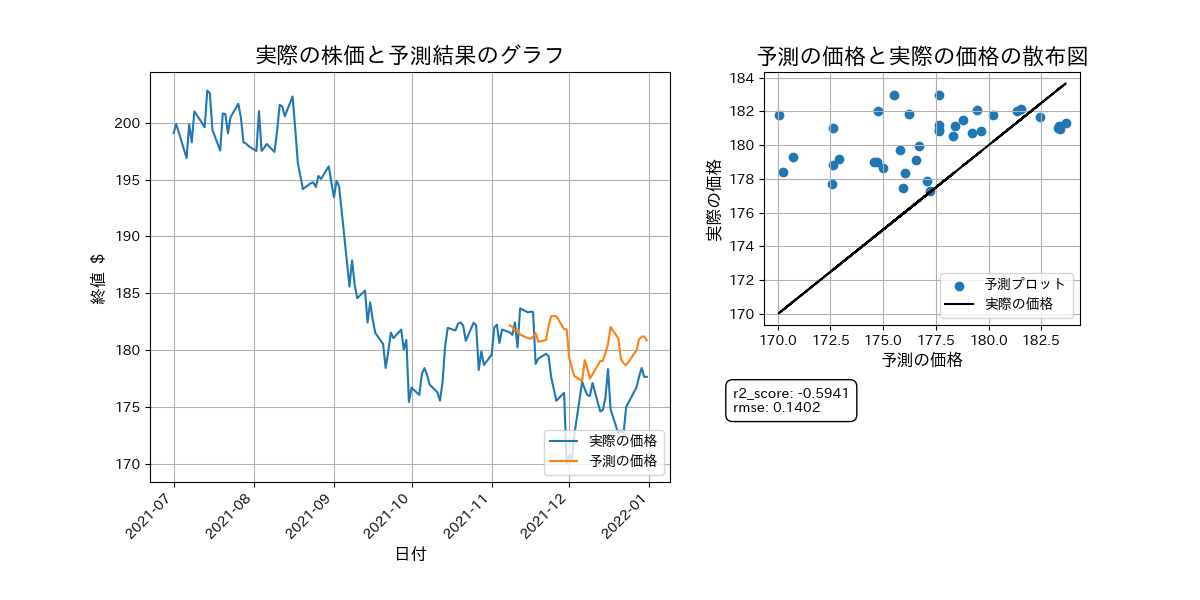 実際の株価と予測結果のグラフ
終値 $
200
195
190
185
180
175
170
2021-07
2021-08
2021-09
2021-10
2021-11
2021-12
2022-01
日付
実際の価格
予測の価格
予測の価格と実際の価格の散布図
実際の価格
184
182
180
178
176
174
172
170
170.0
172.5
175.0
177.5
180.0
182.5
予測の価格
予測プロット
実際の価格
r2_score: -0.5941
rmse: 0.1402